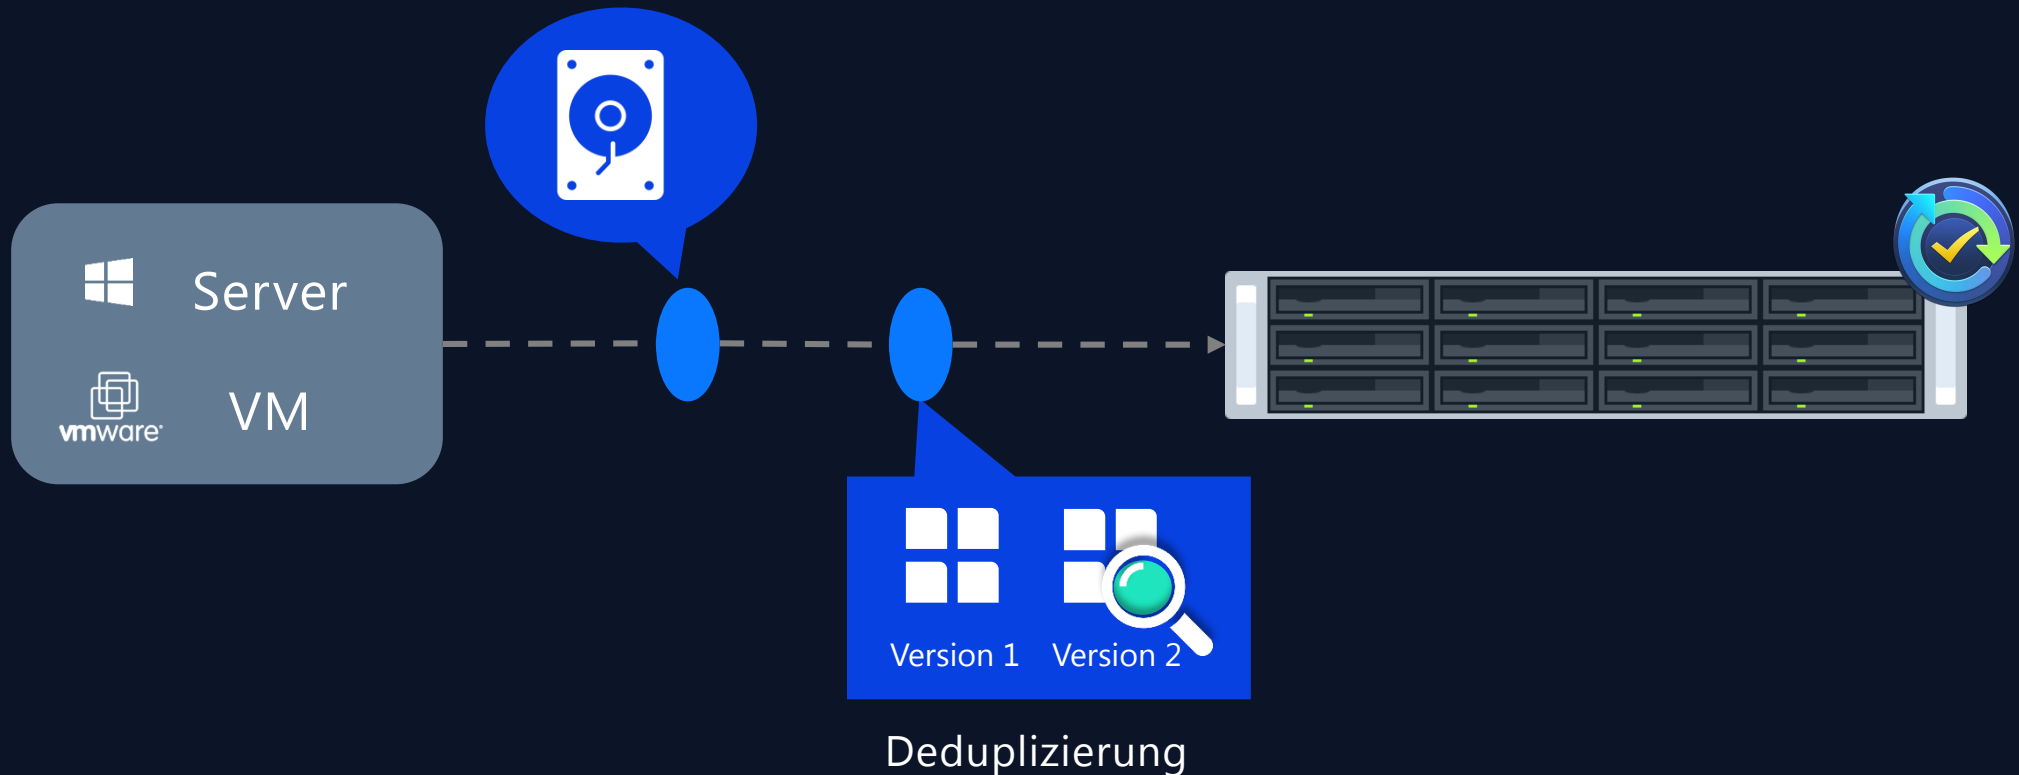 Server
vmware®
VM
Version 1
Version 2
Deduplizierung